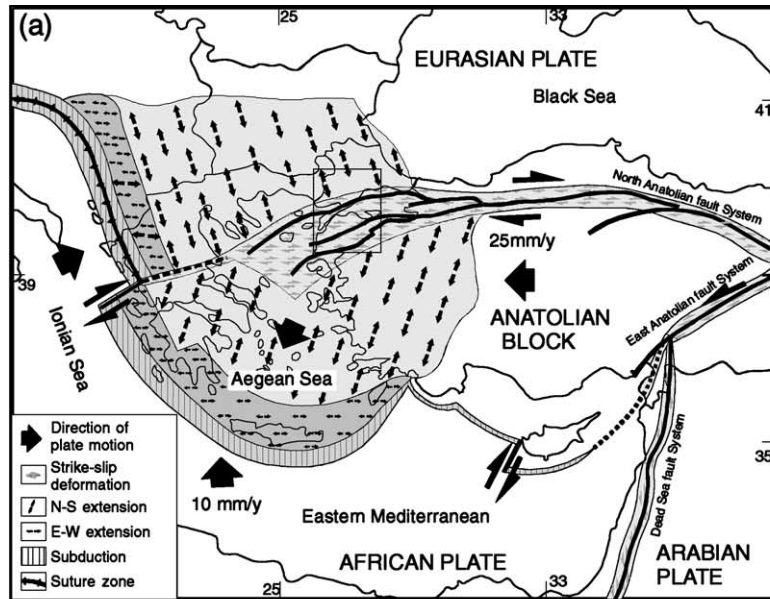 (a)
25
33
EURASIAN PLATE
Black Sea
41
North Anatolian fault System
25mm/y
39
Ionian Sea
ANATOLIAN
BLOCK
East Anatolian fault System
Aegean Sea
Direction of
plate motion
Strike-slip
deformation
N-S extension
E-W extension
Subduction
Suture zone
10 mm/y
35
Eastern Mediterranean
Dead Sea fault System
AFRICAN PLATE
ARABIAN
PLATE
25
33